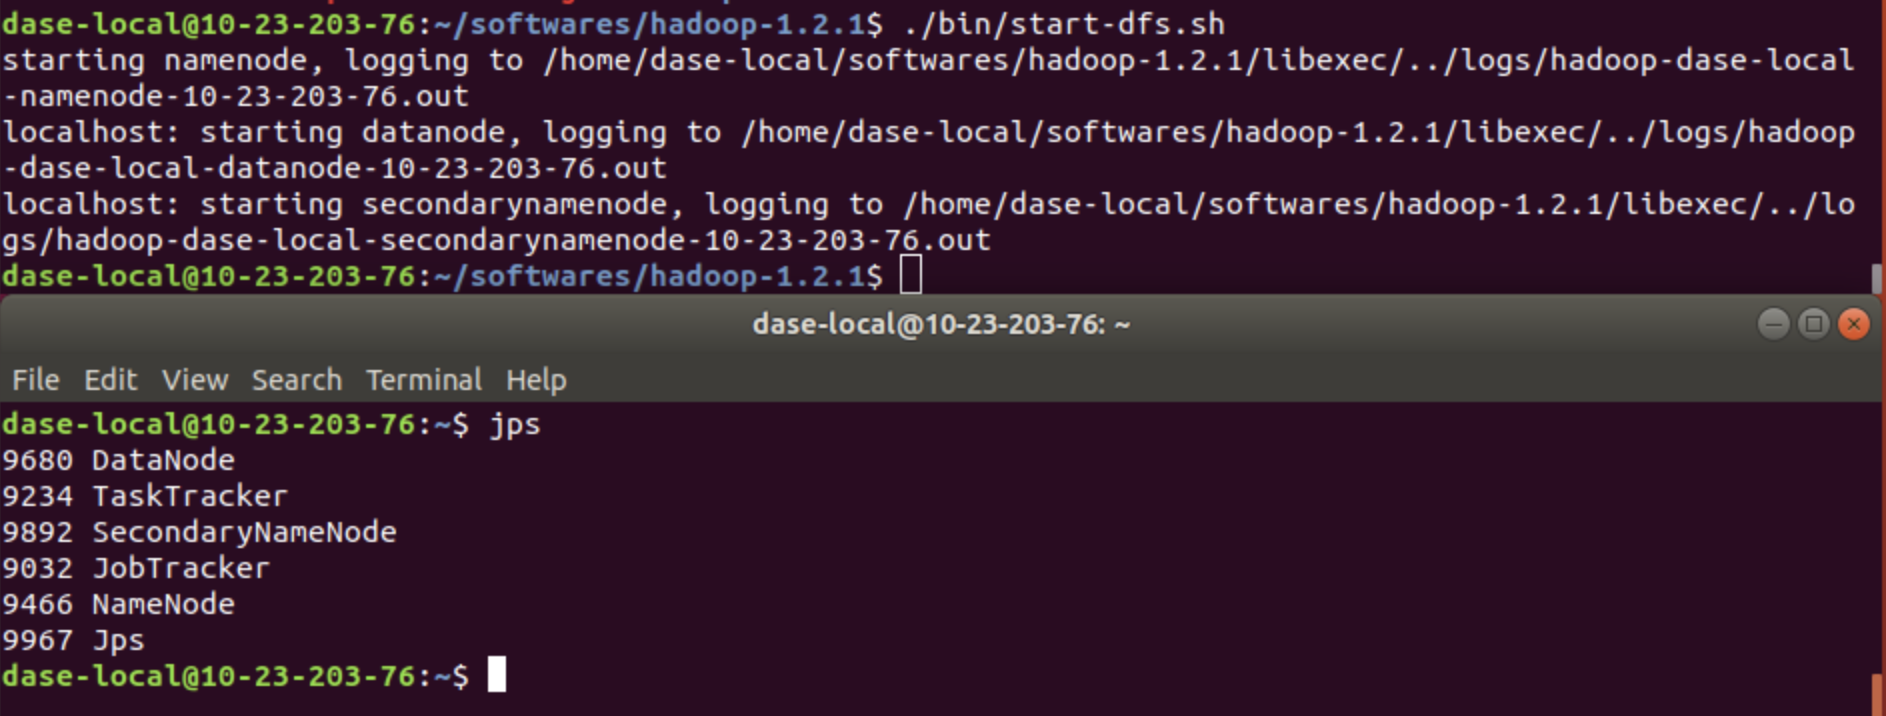 dase-local@10-23-203-76:~/softwares/hadoop-1.2.1$ ./bin/start-dfs.sh
starting namenode, logging to /home/dase-local/softwares/hadoop-1.2.1/libexec/../logs/hadoop-dase-local
-namenode-10-23-203-76.out
localhost: starting datanode, logging to /home/dase-local/softwares/hadoop-1.2.1/libexec/../logs/hadoop
-dase-local-datanode-10-23-203-76.out
localhost: starting secondarynamenode, logging to /home/dase-local/softwares/hadoop-1.2.1/libexec/../lo
gs/hadoop-dase-local-secondarynamenode-10-23-203-76.out
dase-local@10-23-203-76:~/softwares/hadoop-1.2.1$
dase-local@10-23-203-76: ~
File Edit View Search Terminal Help
dase-local@10-23-203-76:~$ jps
9680 DataNode
9234 TaskTracker
9892 SecondaryNameNode
9032 JobTracker
9466 NameNode
9967 Jps
dase-local@10-23-203-76:~$